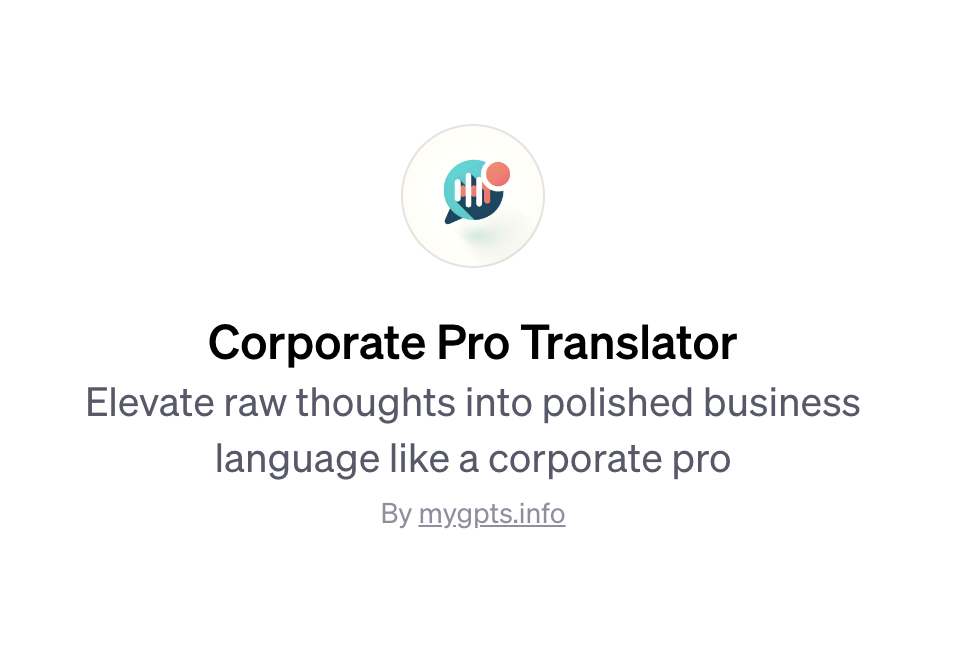 Corporate Pro Translator
Elevate raw thoughts into polished business
language like a corporate pro
By mygpts.info